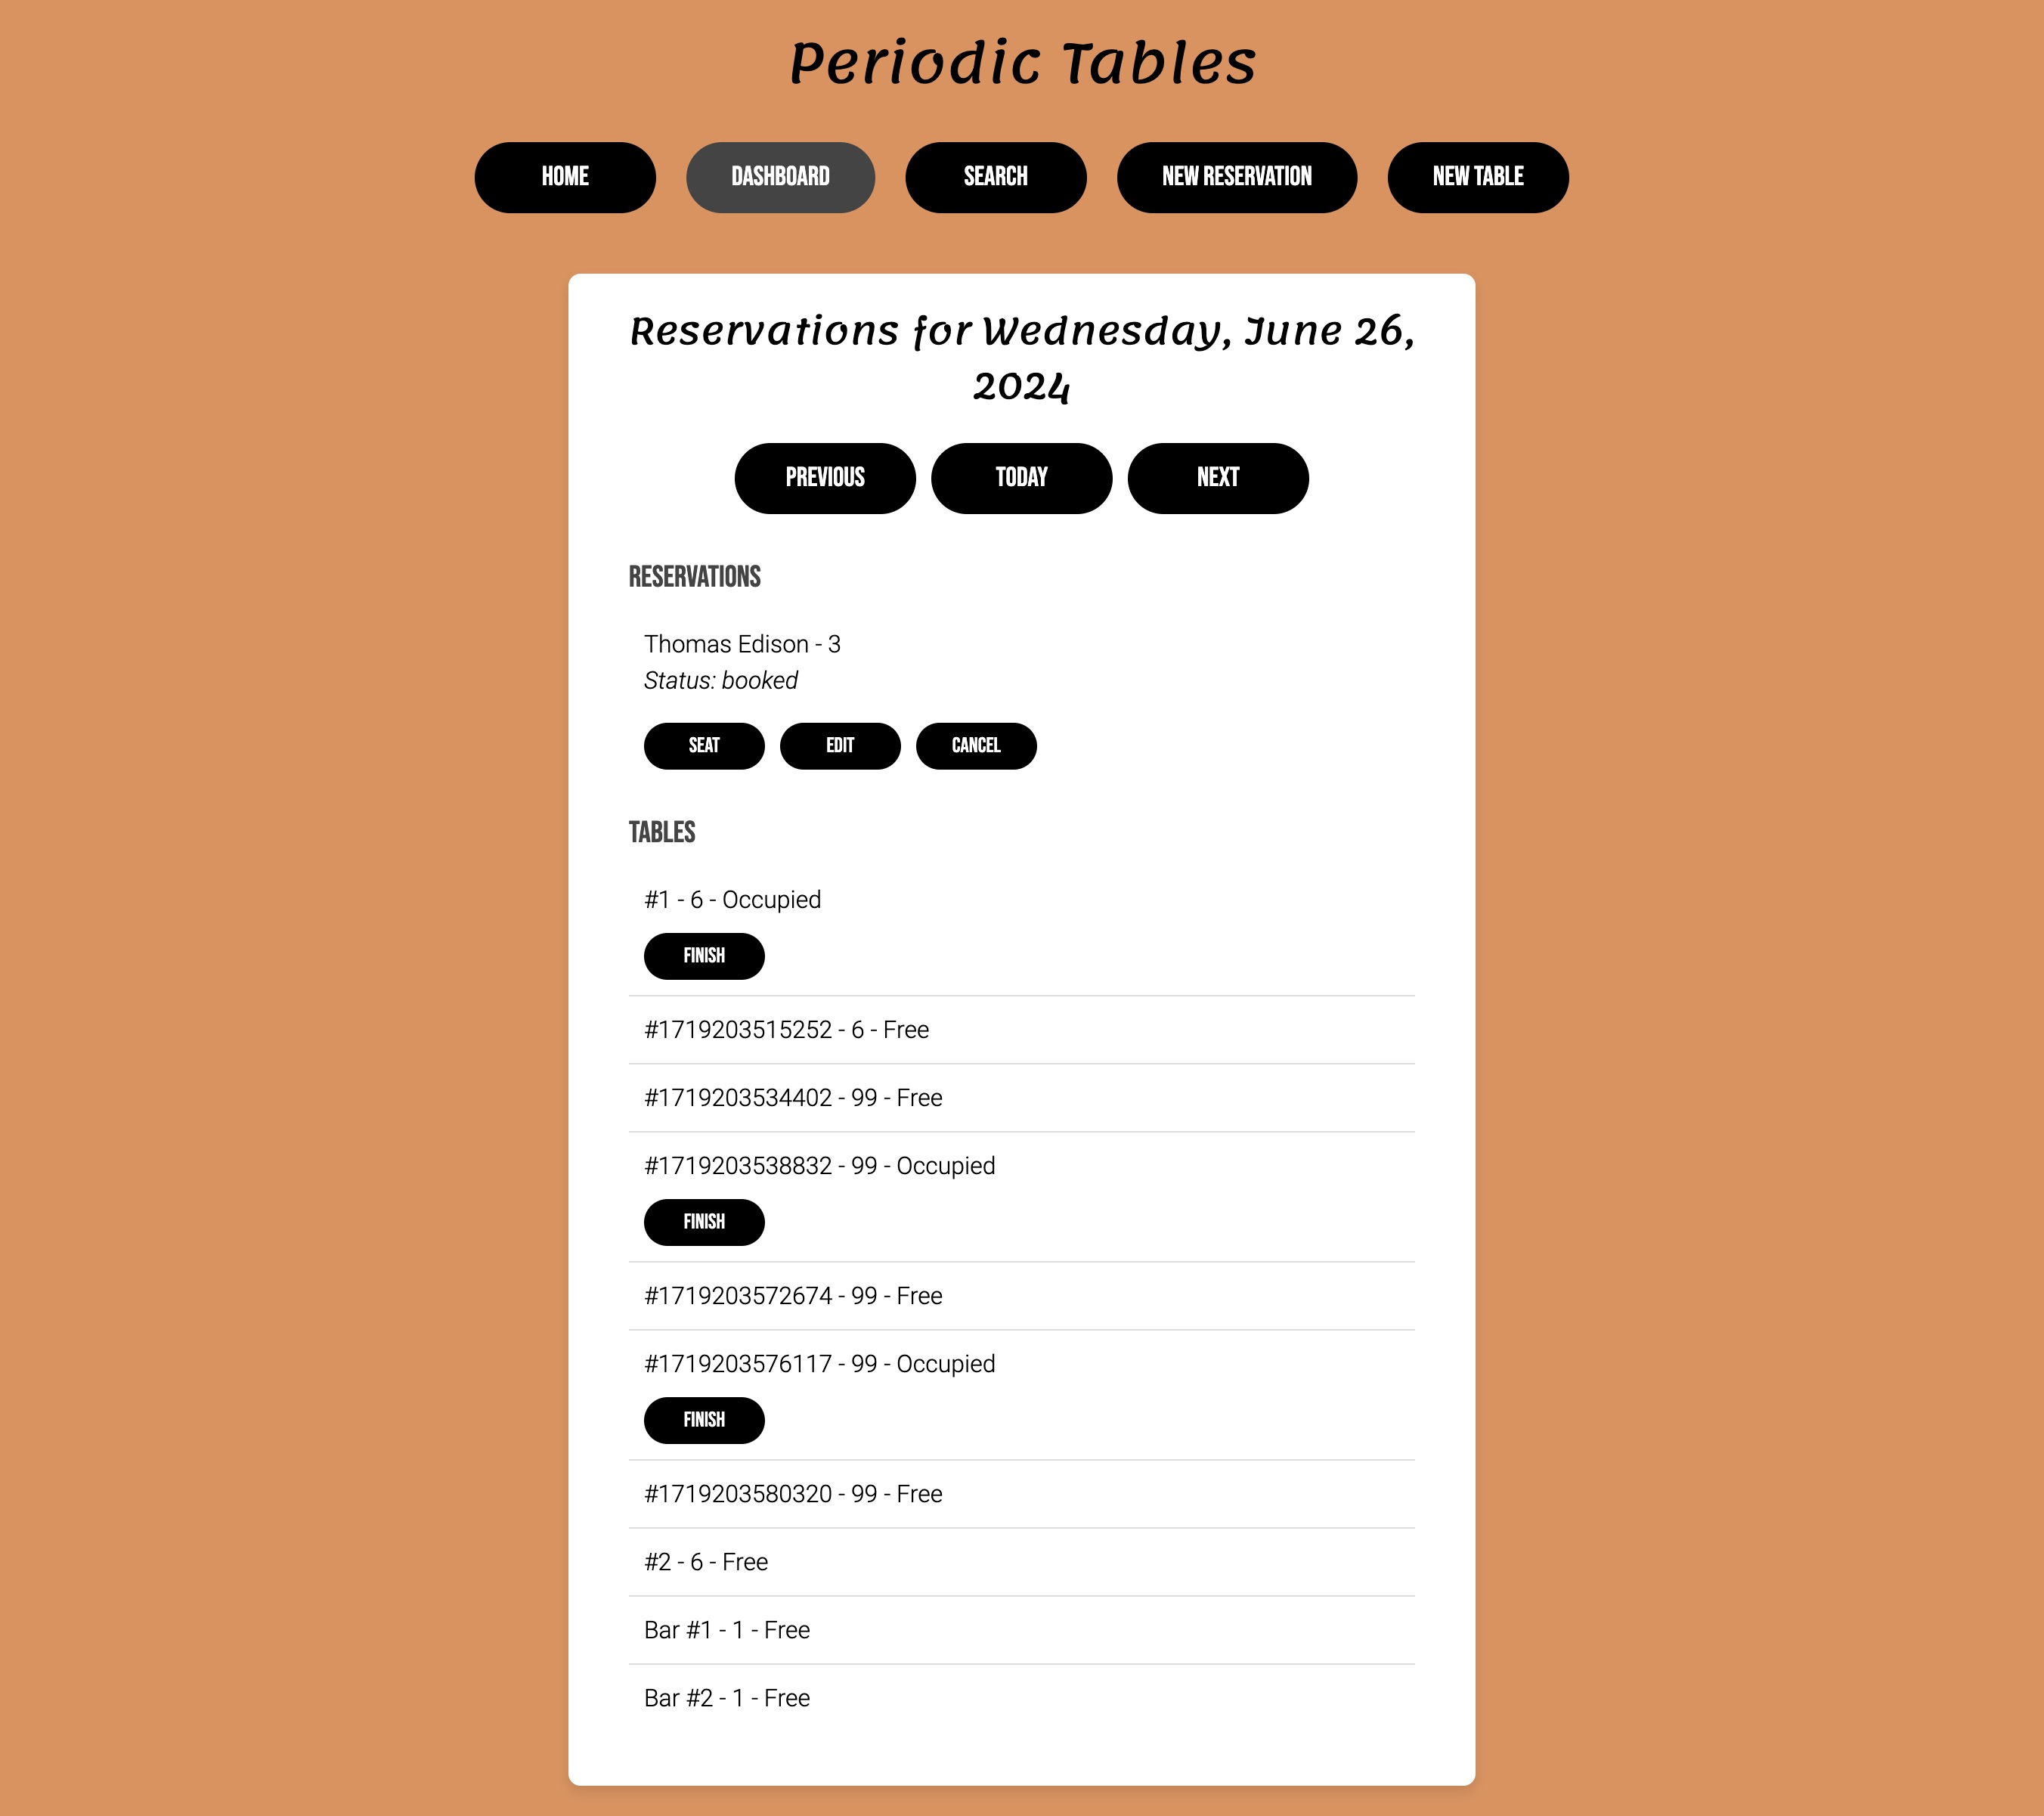 Periodic Tables
HOME DASHBOARD SEARCH NEW RESERVATION NEW TABLE
Reservations for Wednesday, June 26,
2024
PREVIOUS TODAY NEXT
RESERVATIONS
Thomas Edison - 3
Status: booked
SEAT EDIT CANCEL
TABLES
#1 - 6 - Occupied
FINISH
#1719203515252 - 6 - Free
#1719203534402 - 99 - Free
#1719203538832 - 99 - Occupied
FINISH
#1719203572674 - 99 - Free
#1719203576117 - 99 - Occupied
FINISH
#1719203580320 - 99 - Free
#2 - 6 - Free
Bar #1 - 1 - Free
Bar #2 - 1 - Free